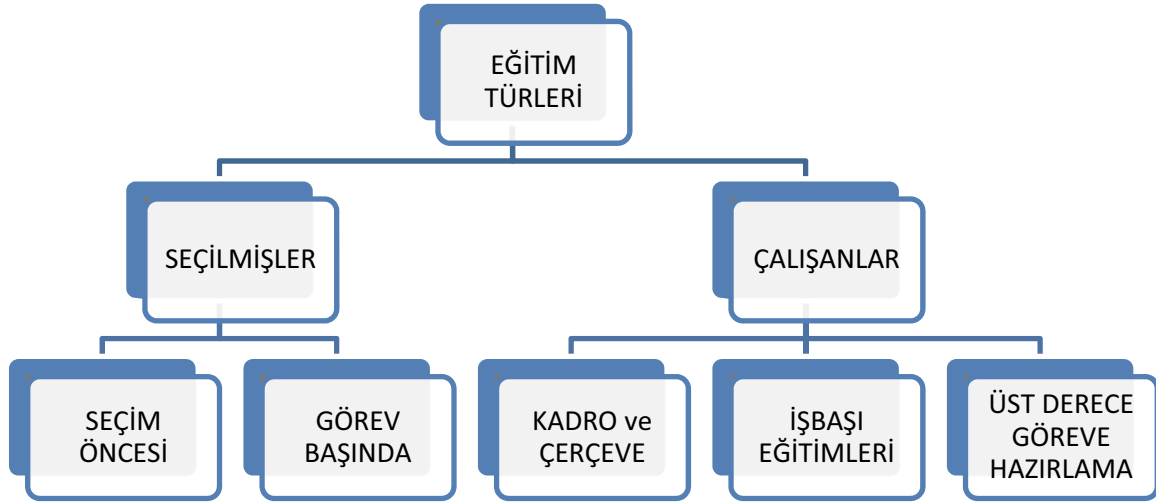 EĞİTİM
TÜRLERİ
SEÇİLMİŞLER
ÇALIŞANLAR
SEÇİM
ÖNCESİ
GÖREV
BAŞINDA
KADRO ve
ÇERÇEVE
İŞBAŞI
EĞİTİMLERİ
ÜST DERECE
GÖREVE
HAZIRLAMA